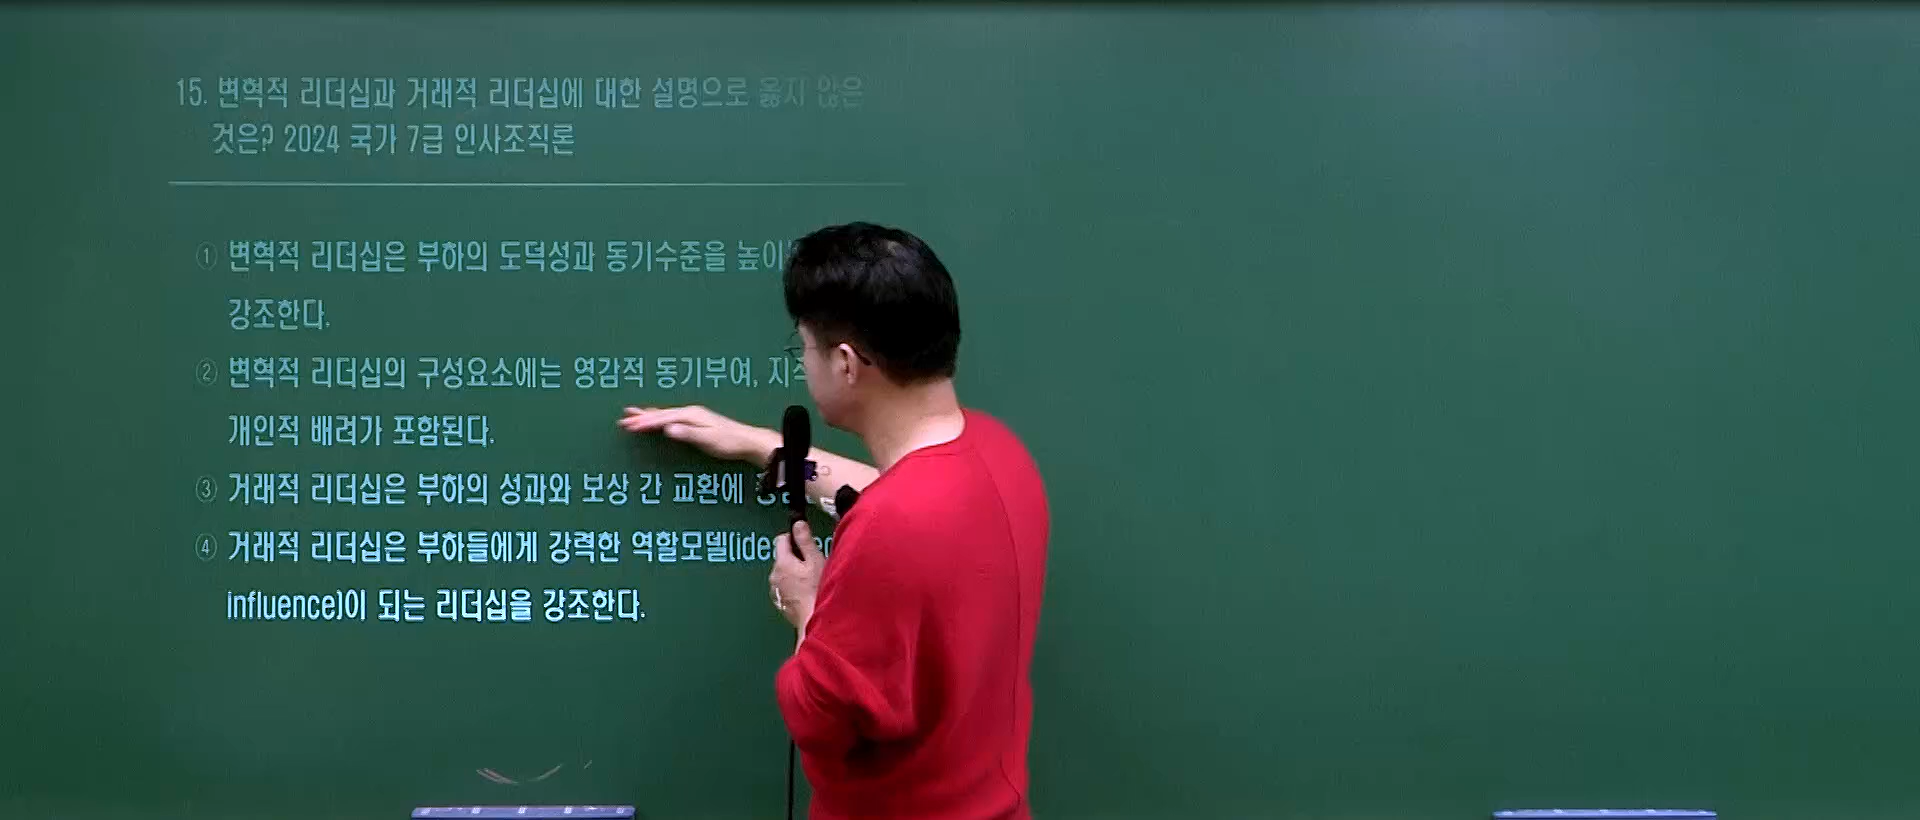 15. 변혁적 리더십과 거래적 리더십에 대한 설명으로 옳지 않은
것은? 2024 국가 7급 인사조직론
① 변혁적 리더십은 부하의 도덕성과 동기수준을 높이
강조한다.
② 변혁적 리더십의 구성요소에는 영감적 동기부여,
개인적 배려가 포함된다.
③ 거래적 리더십은 부하의 성과와 보상 간 교환에
④ 거래적 리더십은 부하들에게 강력한 역할모델(
influence)이 되는 리더십을 강조한다.